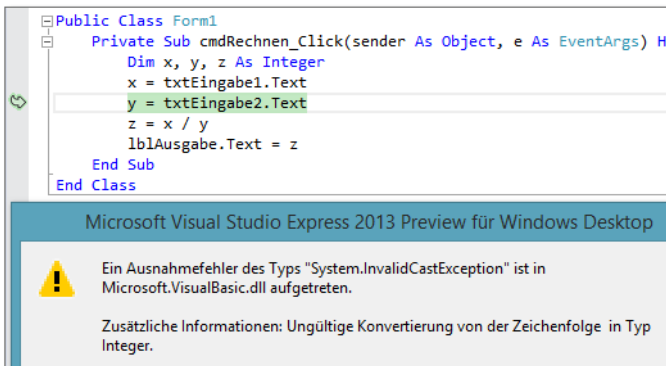 Public Class Form1
Private Sub cmdRechnen_Click(sender As Object, e As EventArgs) H
Dim x, y, z As Integer
x = txtEingabe1.Text
y = txtEingabe2.Text
z = x / y
lblAusgabe.Text = z
End Sub
End Class
Microsoft Visual Studio Express 2013 Preview für Windows Desktop
Ein Ausnahmefehler des Typs "System.InvalidCastException" ist in
Microsoft.VisualBasic.dll aufgetreten.
Zusätzliche Informationen: Ungültige Konvertierung von der Zeichenfolge  in Typ
Integer.